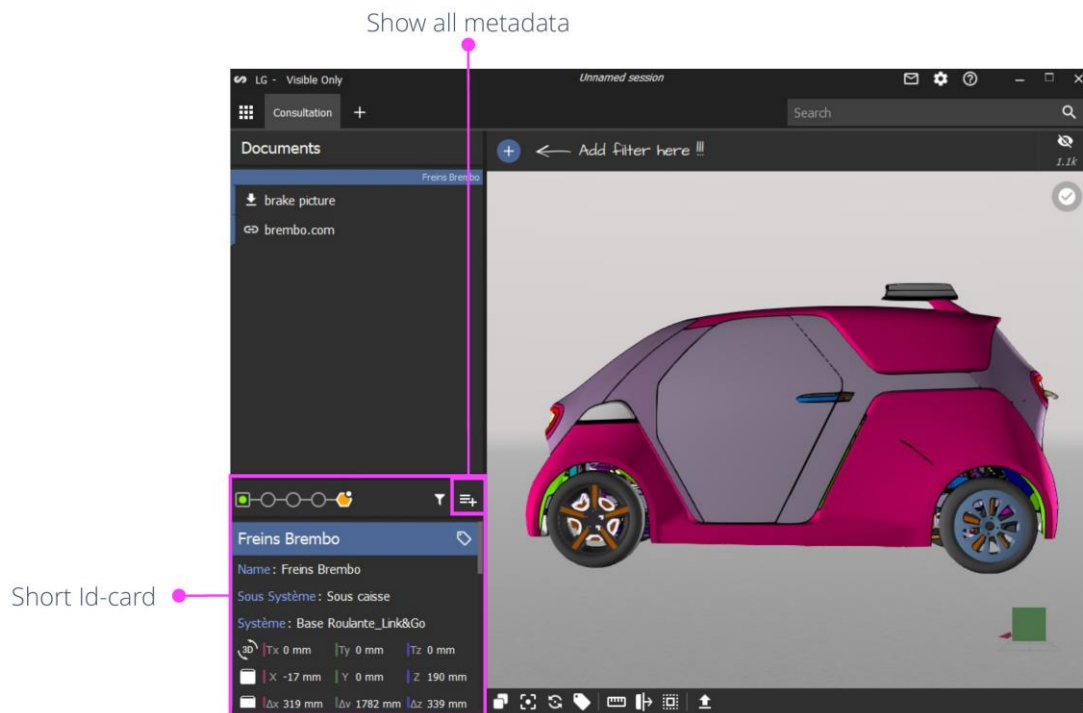 Show all metadata
LG - Visible Only
Unnamed session
Consultation
Search
Documents
Add filter here !!!
1.1k
Freins Brembo
brake picture
brembo.com
Freins Brembo
Short Id-card
Name : Freins Brembo
Sous Système : Sous caisse
Système : Base Roulante_Link&Go
3D Tx 0 mm Ty 0 mm Tz 0 mm
X -17 mm Y 0 mm Z 190 mm
Δx 319 mm Δy 1782 mm Δz 339 mm